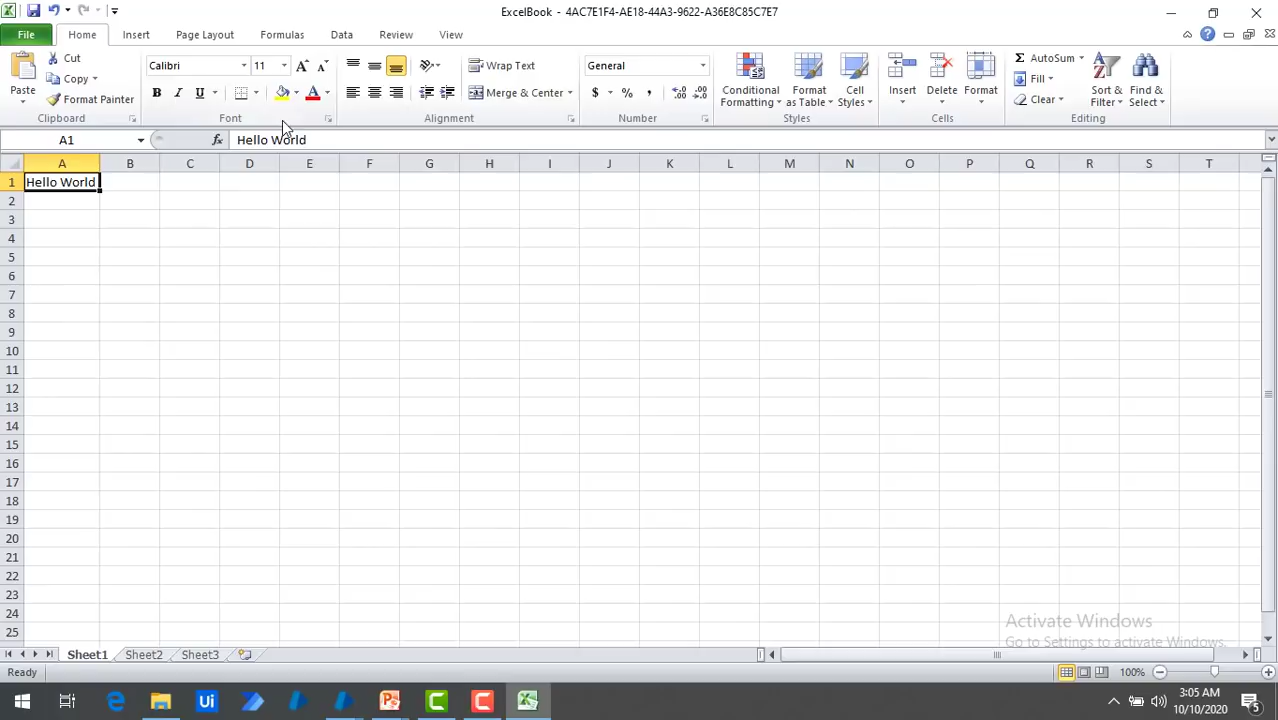 ExcelBook - 4AC7E1F4-AE18-44A3-9622-A36E8C85C7E7
File Home Insert Page Layout Formulas Data Review View
Paste
Cut
Copy
Format Painter
Clipboard
Calibri 11
B I U
Font
Wrap Text
Merge & Center
Alignment
General
$ % ,
Number
Conditional Formatting
Format as Table
Cell Styles
Styles
Insert Delete Format
Cells
AutoSum
Fill
Clear
Sort & Filter
Find & Select
Editing
A1 fx Hello World
A B C D E F G H I J K L M N O P Q R S T
1 Hello World
2
3
4
5
6
7
8
9
10
11
12
13
14
15
16
17
18
19
20
21
22
23
24
25
Activate Windows
Go to Settings to activate Windows.
Sheet1 Sheet2 Sheet3
Ready 100%
3:05 AM
10/10/2020
5